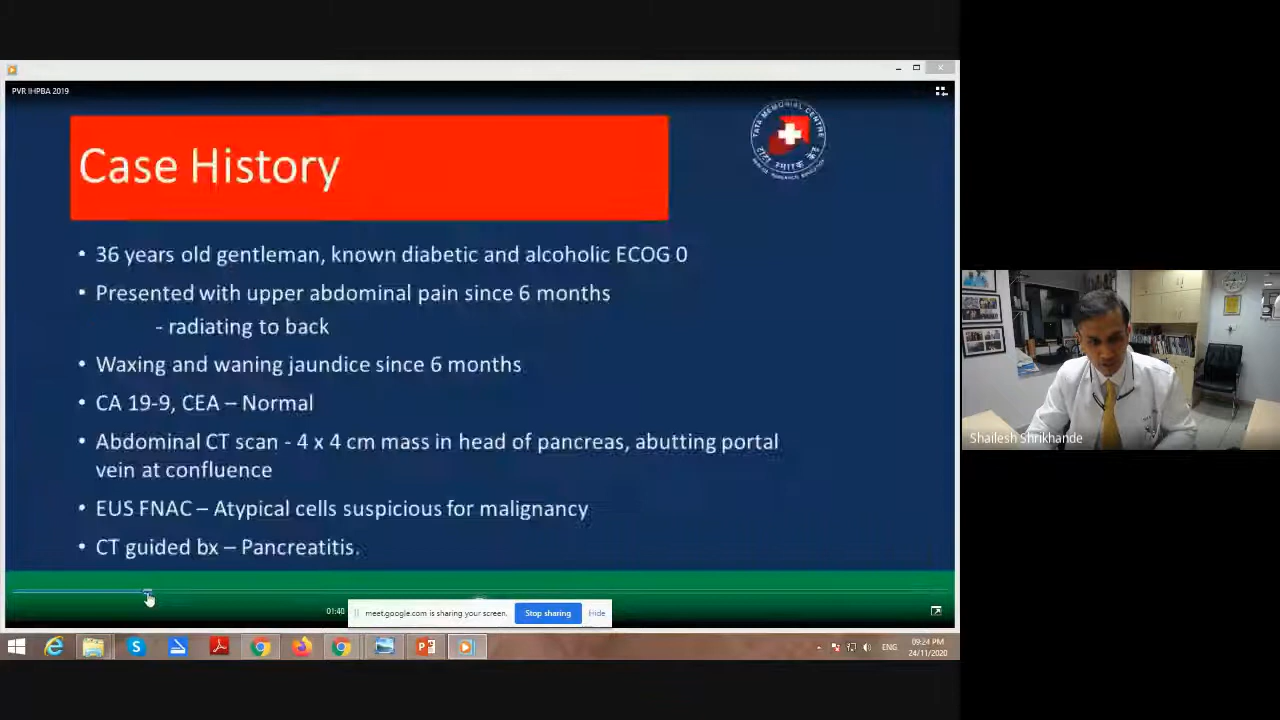 PVR IHPBA 2019
TATA MEMORIAL CENTRE
Case History
• 36 years old gentleman, known diabetic and alcoholic ECOG 0
• Presented with upper abdominal pain since 6 months
- radiating to back
• Waxing and waning jaundice since 6 months
• CA 19-9, CEA – Normal
• Abdominal CT scan - 4 x 4 cm mass in head of pancreas, abutting portal
vein at confluence
• EUS FNAC – Atypical cells suspicious for malignancy
• CT guided bx – Pancreatitis.
01:40
meet.google.com is sharing your screen.
Stop sharing
Hide
ENG
09:24 PM
24/11/2020
Shailesh Shrikhande